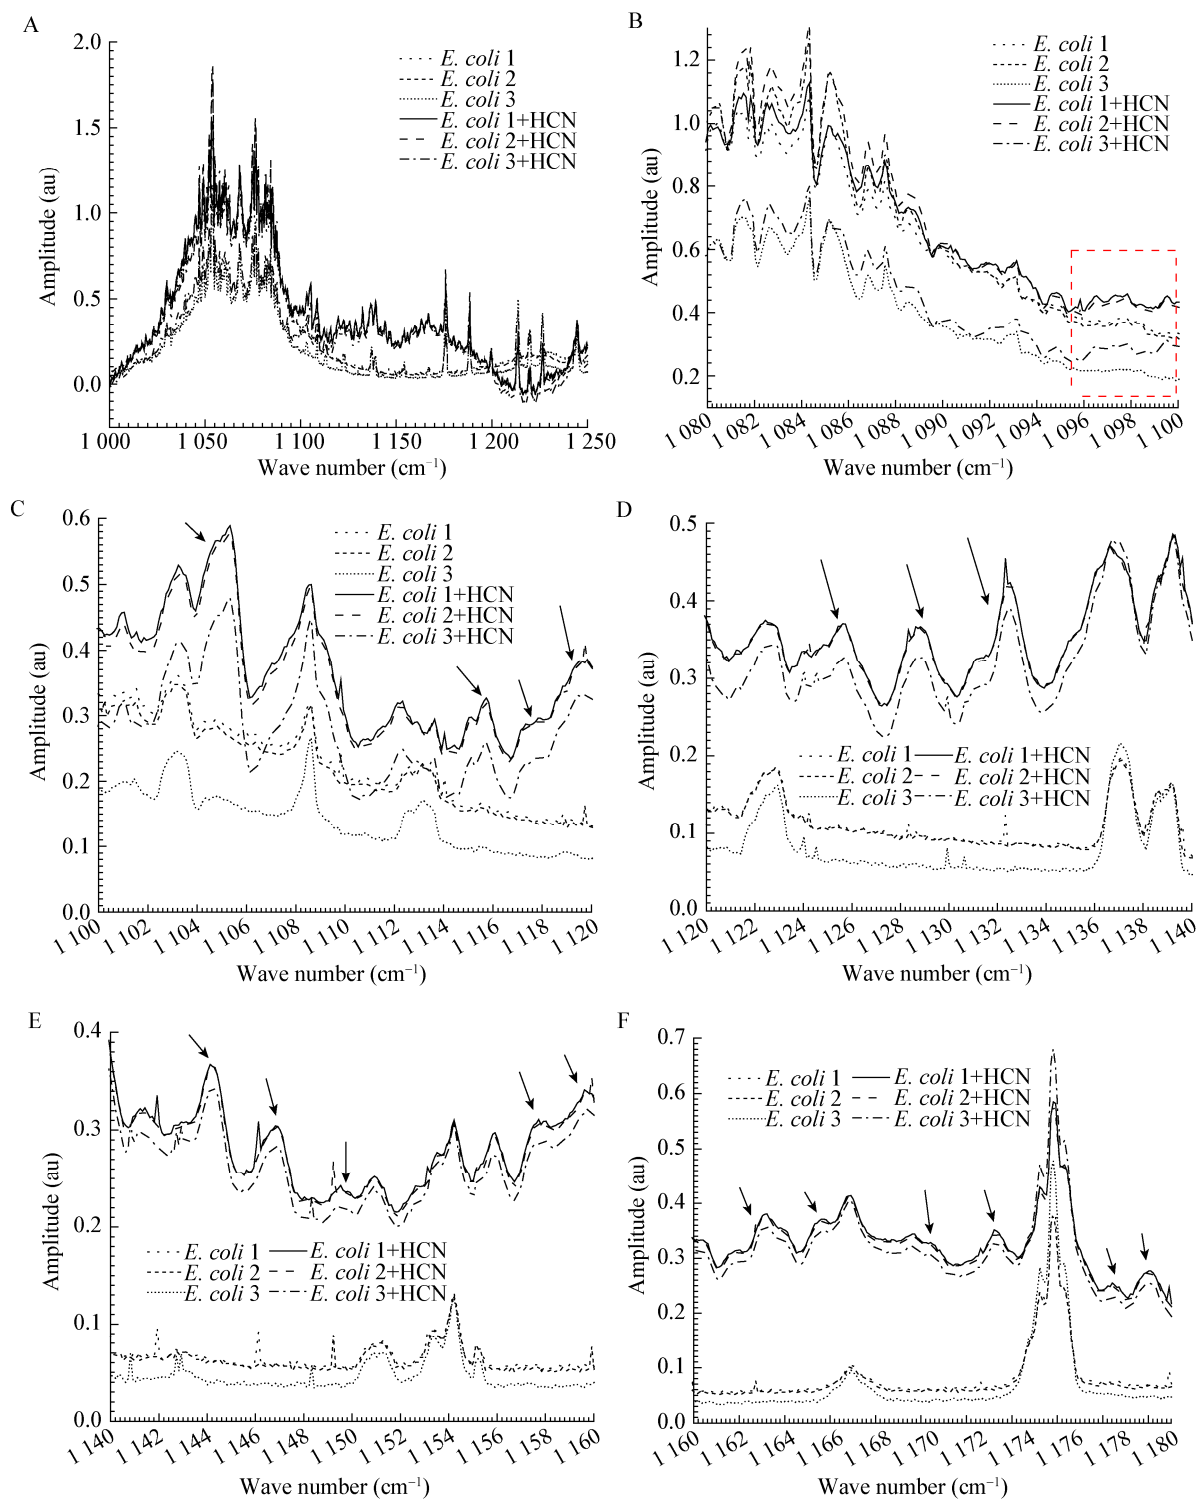 A
2.0
1.5
1.0
0.5
0.0
Amplitude (au)
E. coli 1
E. coli 2
E. coli 3
E. coli 1+HCN
E. coli 2+HCN
E. coli 3+HCN
1 000
1 050
1 100
1 150
1 200
1 250
Wave number (cm⁻¹)
B
1.2
1.0
0.8
0.6
0.4
0.2
Amplitude (au)
E. coli 1
E. coli 2
E. coli 3
E. coli 1+HCN
E. coli 2+HCN
E. coli 3+HCN
1 080
1 082
1 084
1 086
1 088
1 090
1 092
1 094
1 096
1 098
1 100
Wave number (cm⁻¹)
C
0.6
0.5
0.4
0.3
0.2
0.1
0.0
Amplitude (au)
E. coli 1
E. coli 2
E. coli 3
E. coli 1+HCN
E. coli 2+HCN
E. coli 3+HCN
1 100
1 102
1 104
1 106
1 108
1 110
1 112
1 114
1 116
1 118
1 120
Wave number (cm⁻¹)
D
0.5
0.4
0.3
0.2
0.1
0.0
Amplitude (au)
E. coli 1 E. coli 1+HCN
E. coli 2 E. coli 2+HCN
E. coli 3 E. coli 3+HCN
1 120
1 122
1 124
1 126
1 128
1 130
1 132
1 134
1 136
1 138
1 140
Wave number (cm⁻¹)
E
0.4
0.3
0.2
0.1
0.0
Amplitude (au)
E. coli 1 E. coli 1+HCN
E. coli 2 E. coli 2+HCN
E. coli 3 E. coli 3+HCN
1 140
1 142
1 144
1 146
1 148
1 150
1 152
1 154
1 156
1 158
1 160
Wave number (cm⁻¹)
F
0.7
0.6
0.5
0.4
0.3
0.2
0.1
0.0
Amplitude (au)
E. coli 1 E. coli 1+HCN
E. coli 2 E. coli 2+HCN
E. coli 3 E. coli 3+HCN
1 160
1 162
1 164
1 166
1 168
1 170
1 172
1 174
1 176
1 178
1 180
Wave number (cm⁻¹)